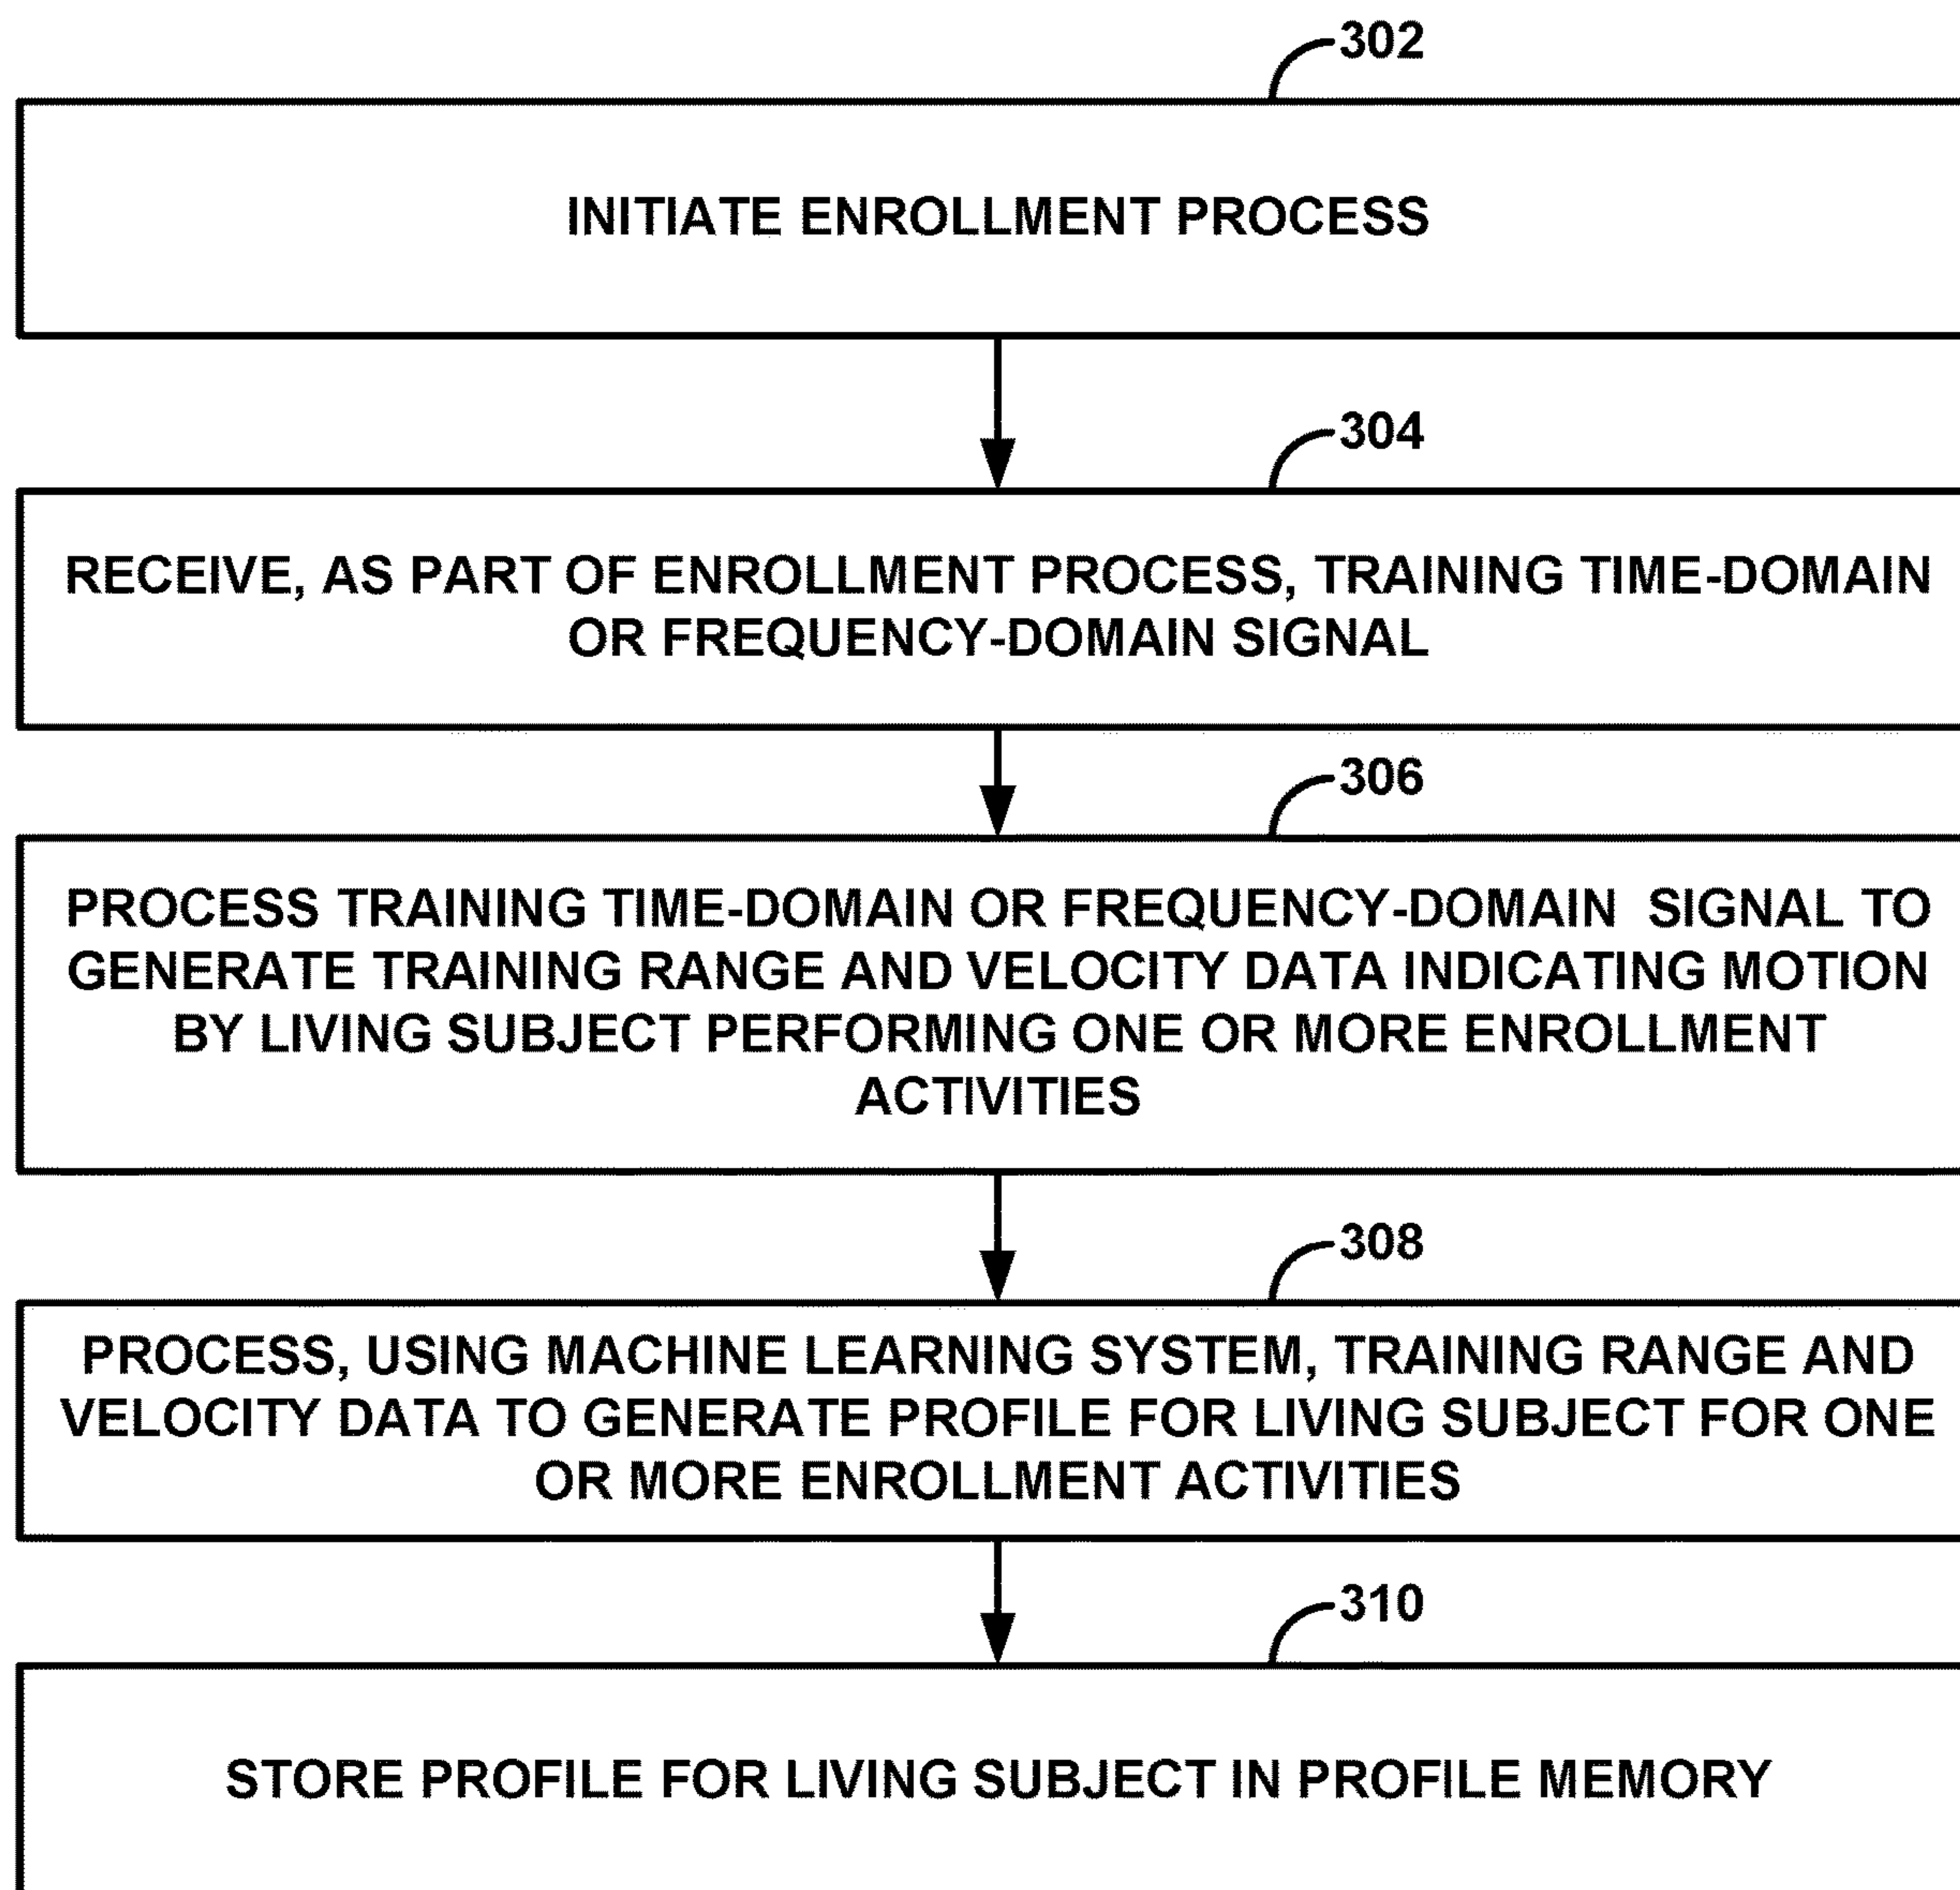 302
INITIATE ENROLLMENT PROCESS
304
RECEIVE, AS PART OF ENROLLMENT PROCESS, TRAINING TIME-DOMAIN
OR FREQUENCY-DOMAIN SIGNAL
306
PROCESS TRAINING TIME-DOMAIN OR FREQUENCY-DOMAIN SIGNAL TO
GENERATE TRAINING RANGE AND VELOCITY DATA INDICATING MOTION
BY LIVING SUBJECT PERFORMING ONE OR MORE ENROLLMENT
ACTIVITIES
308
PROCESS, USING MACHINE LEARNING SYSTEM, TRAINING RANGE AND
VELOCITY DATA TO GENERATE PROFILE FOR LIVING SUBJECT FOR ONE
OR MORE ENROLLMENT ACTIVITIES
310
STORE PROFILE FOR LIVING SUBJECT IN PROFILE MEMORY